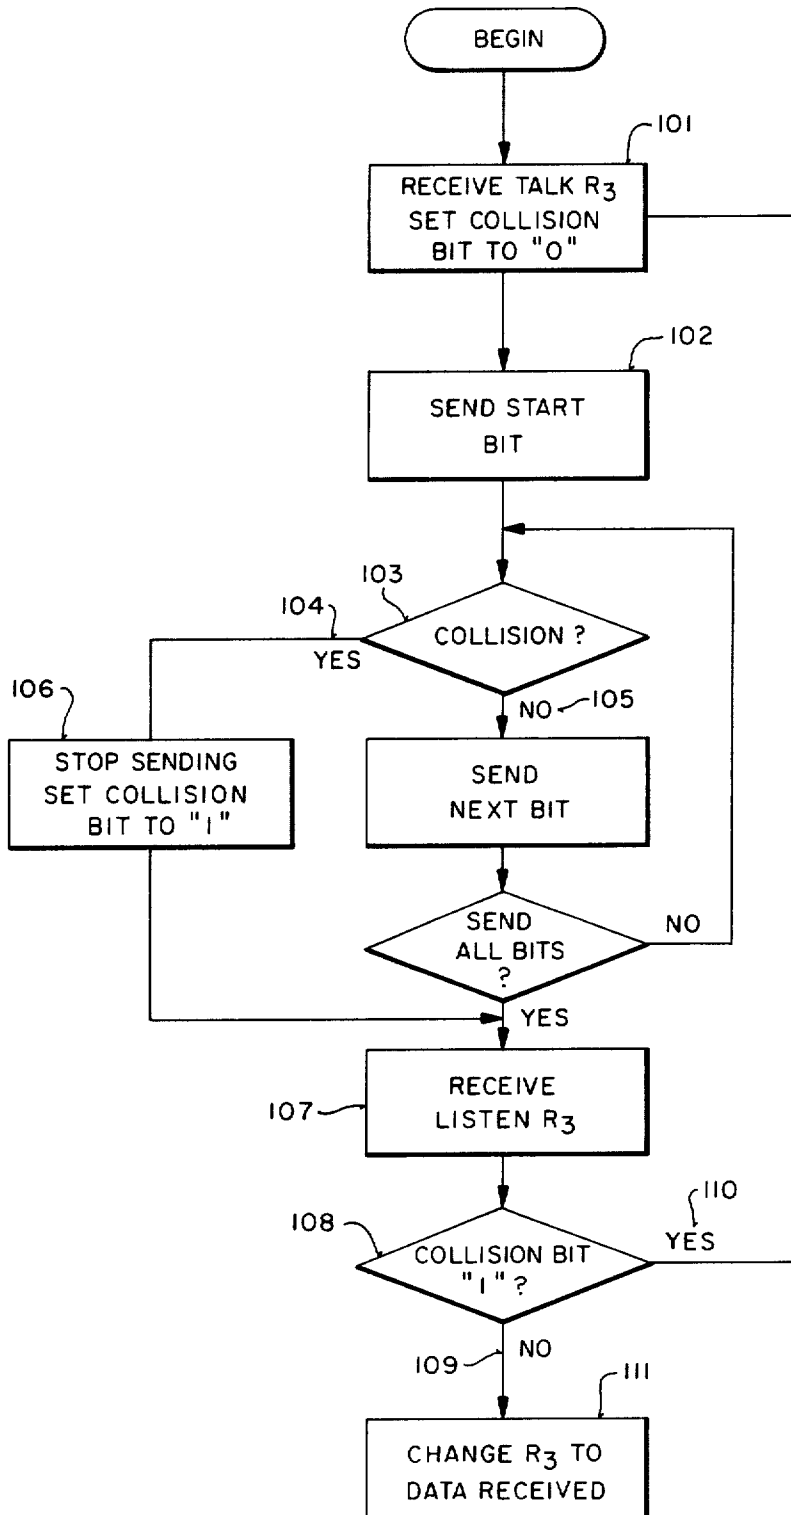 BEGIN
101
RECEIVE TALK R3
SET COLLISION
BIT TO "0"
102
SEND START
BIT
103
104
COLLISION ?
YES
NO
105
106
STOP SENDING
SET COLLISION
BIT TO "1"
SEND
NEXT BIT
SEND
ALL BITS
?
NO
YES
107
RECEIVE
LISTEN R3
108
COLLISION BIT
"1" ?
110
YES
109
NO
111
CHANGE R3 TO
DATA RECEIVED